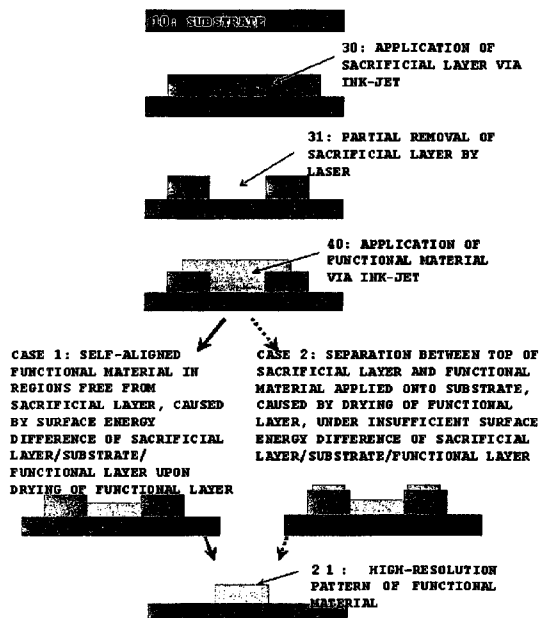 10: SUBSTRATE
30: APPLICATION OF
SACRIFICIAL LAYER VIA
INK-JET
31: PARTIAL REMOVAL OF
SACRIFICIAL LAYER BY
LASER
40: APPLICATION OF
FUNCTIONAL MATERIAL
VIA INK-JET
CASE 1: SELF-ALIGNED
FUNCTIONAL MATERIAL IN
REGIONS FREE FROM
SACRIFICIAL LAYER, CAUSED
BY SURFACE ENERGY
DIFFERENCE OF SACRIFICIAL
LAYER/SUBSTRATE/
FUNCTIONAL LAYER UPON
DRYING OF FUNCTIONAL LAYER
CASE 2: SEPARATION BETWEEN TOP OF
SACRIFICIAL LAYER AND FUNCTIONAL
MATERIAL APPLIED ONTO SUBSTRATE,
CAUSED BY DRYING OF FUNCTIONAL
LAYER, UNDER INSUFFICIENT SURFACE
ENERGY DIFFERENCE OF SACRIFICIAL
LAYER/SUBSTRATE/FUNCTIONAL LAYER
21: HIGH-RESOLUTION
PATTERN OF FUNCTIONAL
MATERIAL